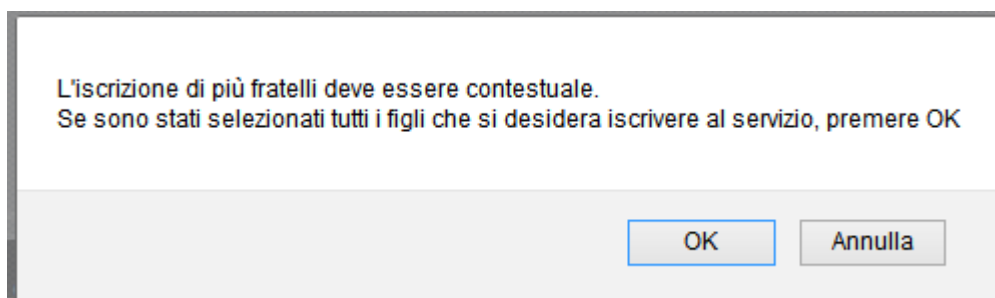 L'iscrizione di più fratelli deve essere contestuale.
Se sono stati selezionati tutti i figli che si desidera iscrivere al servizio, premere OK
OK
Annulla